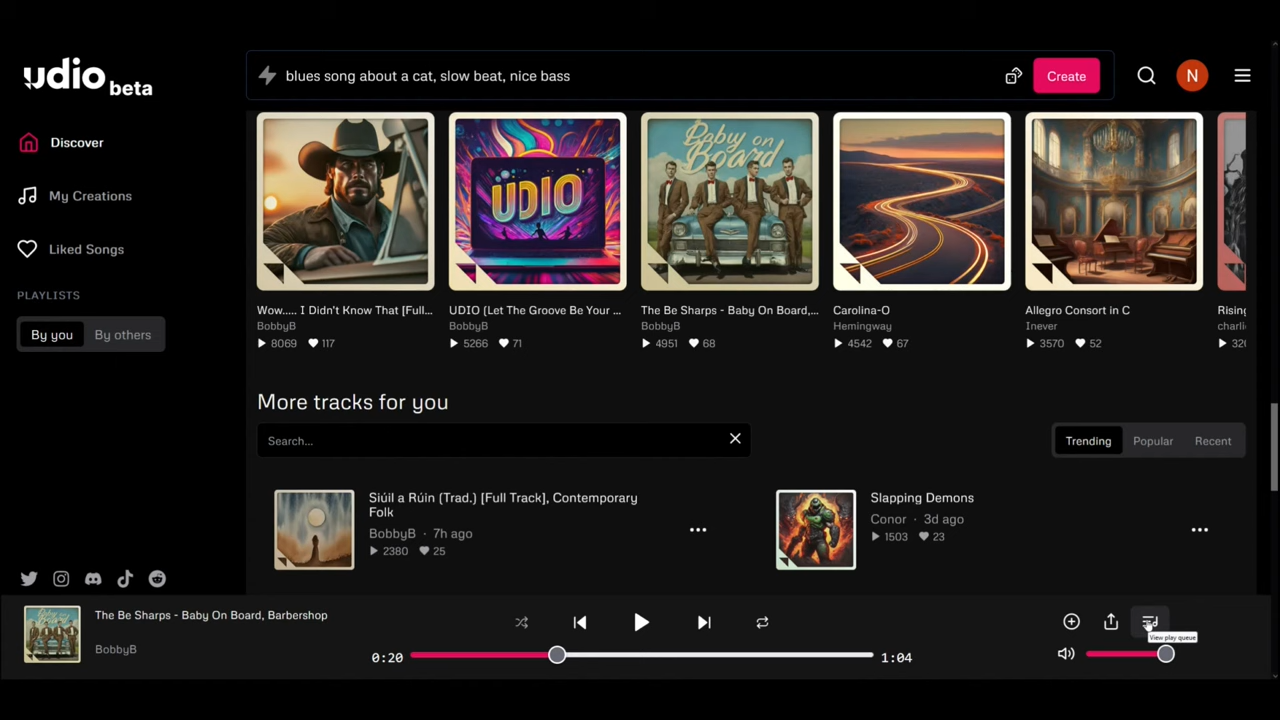 udio beta
blues song about a cat, slow beat, nice bass
Create
N
Discover
My Creations
Liked Songs
PLAYLISTS
By you
By others
UDIO
Baby on Board
Wow..... I Didn't Know That [Full...
BobbyB
8069 117
UDIO (Let The Groove Be Your ...
BobbyB
5266 71
The Be Sharps - Baby On Board,...
BobbyB
4951 68
Carolina-O
Hemingway
4542 67
Allegro Consort in C
Inever
3570 52
Rising
charli
320
More tracks for you
Search...
Trending
Popular
Recent
Siúil a Rúin (Trad.) [Full Track], Contemporary
Folk
BobbyB · 7h ago
2380 25
Slapping Demons
Conor · 3d ago
1503 23
The Be Sharps - Baby On Board, Barbershop
BobbyB
0:20
1:04
View play queue